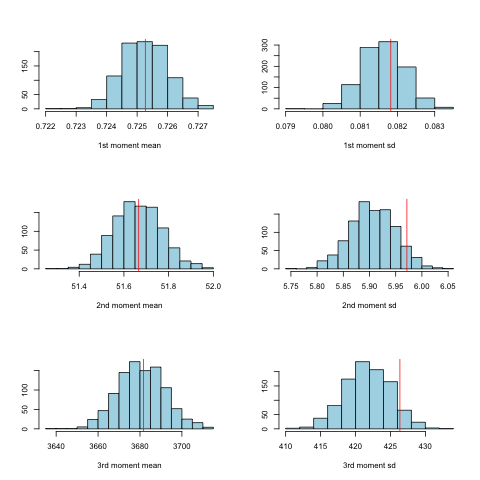 0 50 150
0.722 0.723 0.724 0.725 0.726 0.727
1st moment mean
0 100 200 300
0.079 0.080 0.081 0.082 0.083
1st moment sd
0 50 100
51.4 51.6 51.8 52.0
2nd moment mean
0 50 100
5.75 5.80 5.85 5.90 5.95 6.00 6.05
2nd moment sd
0 50 100
3640 3660 3680 3700
3rd moment mean
0 50 150
410 415 420 425 430
3rd moment sd